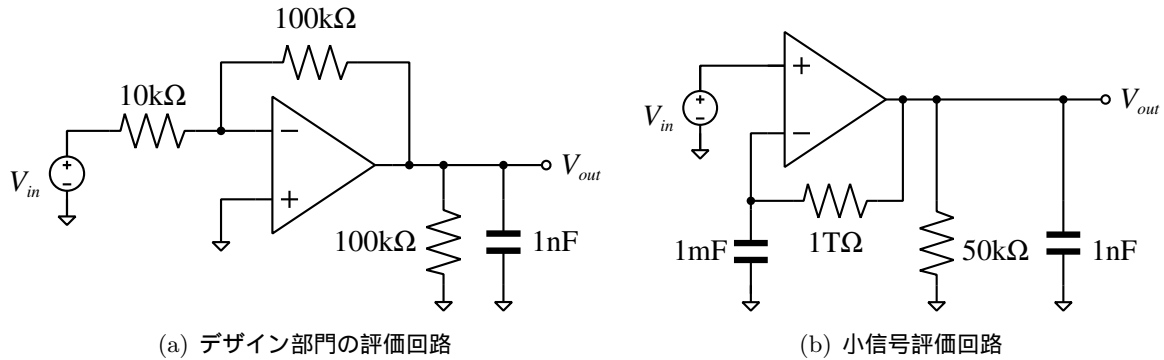 100kΩ
10kΩ
V_in
V_out
100kΩ
1nF
(a) デザイン部門の評価回路
V_in
V_out
1mF
1TΩ
50kΩ
1nF
(b) 小信号評価回路